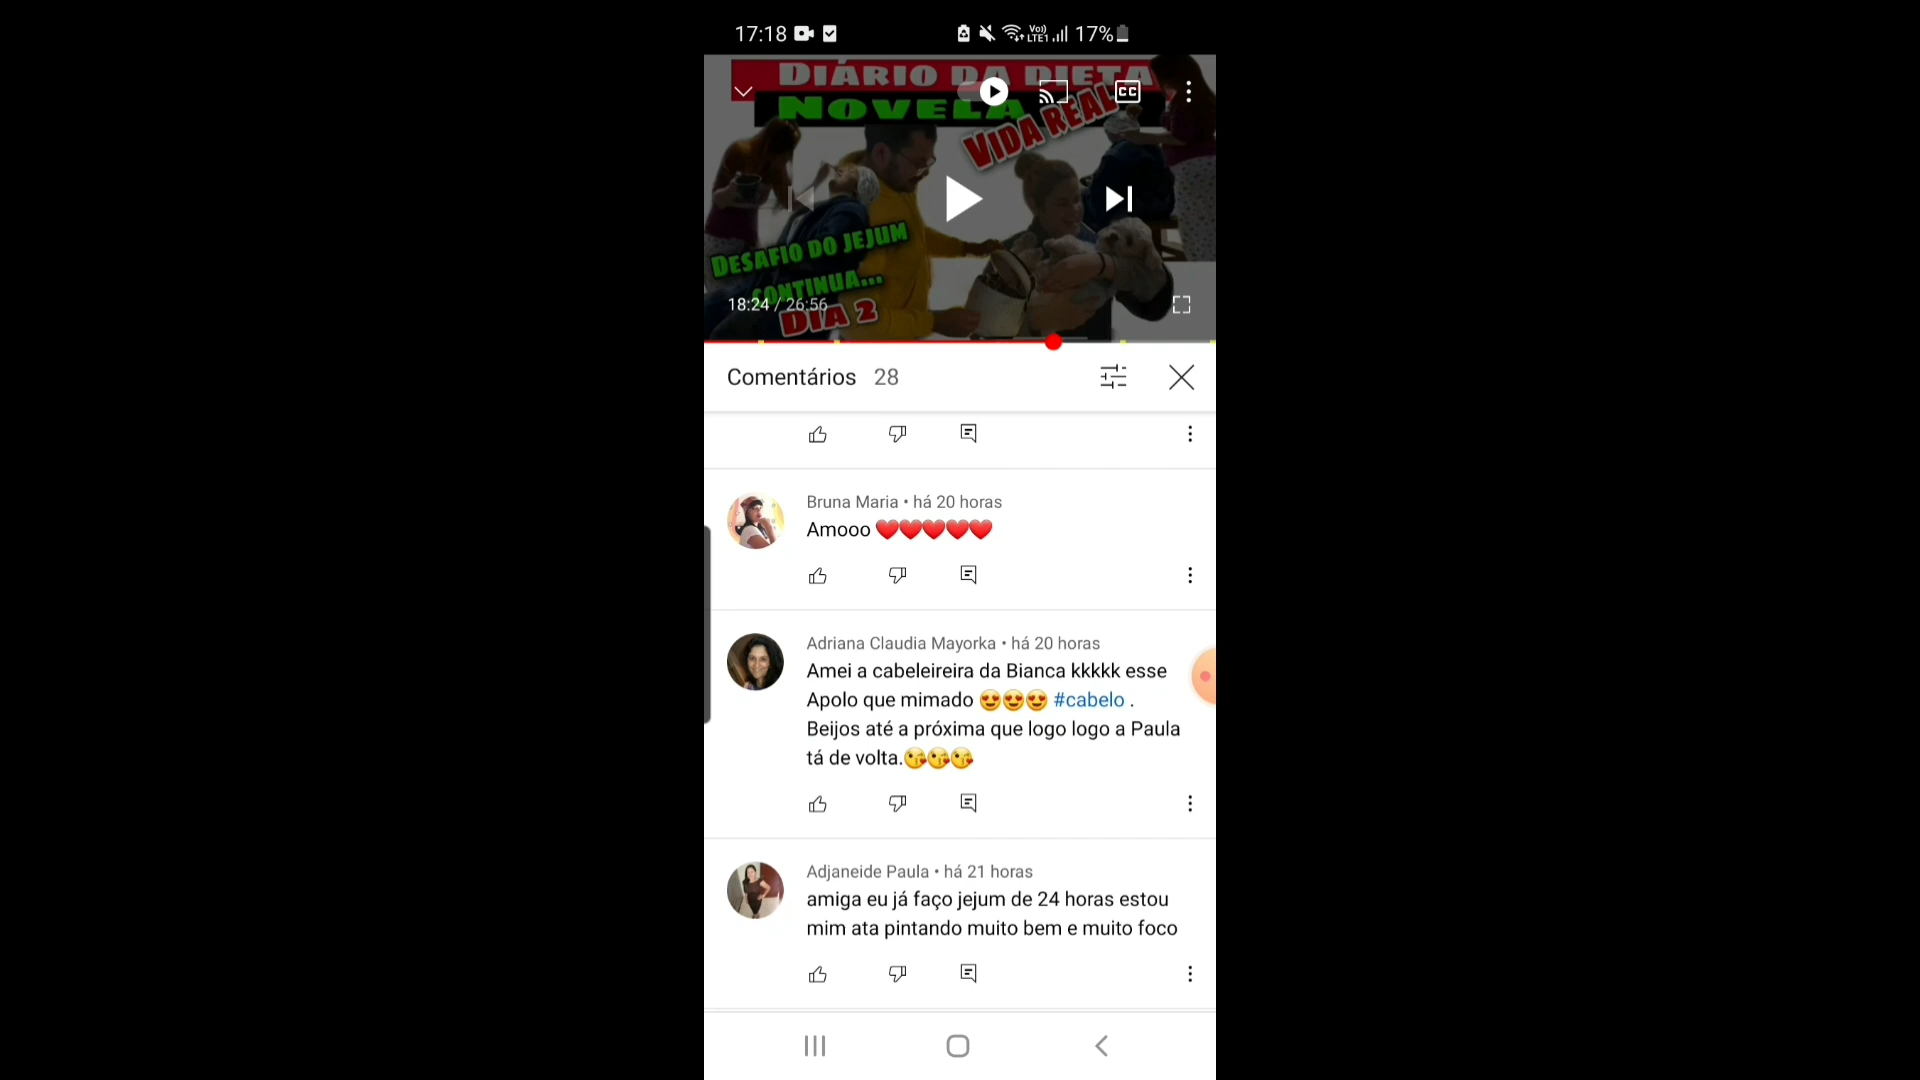 17:18 Vo)) LTE1 17%
DIÁRIO DA DIETA
NOVELA
VIDA REAL
CC
DESAFIO DO JEJUM
CONTINUA...
18:24 / 26:56
DIA 2
Comentários 28
Bruna Maria • há 20 horas
Amooo ❤️❤️❤️❤️❤️
Adriana Claudia Mayorka • há 20 horas
Amei a cabeleireira da Bianca kkkkk esse
Apolo que mimado 😍😍😍 #cabelo .
Beijos até a próxima que logo logo a Paula
tá de volta.😘😘😘
Adjaneide Paula • há 21 horas
amiga eu já faço jejum de 24 horas estou
mim ata pintando muito bem e muito foco